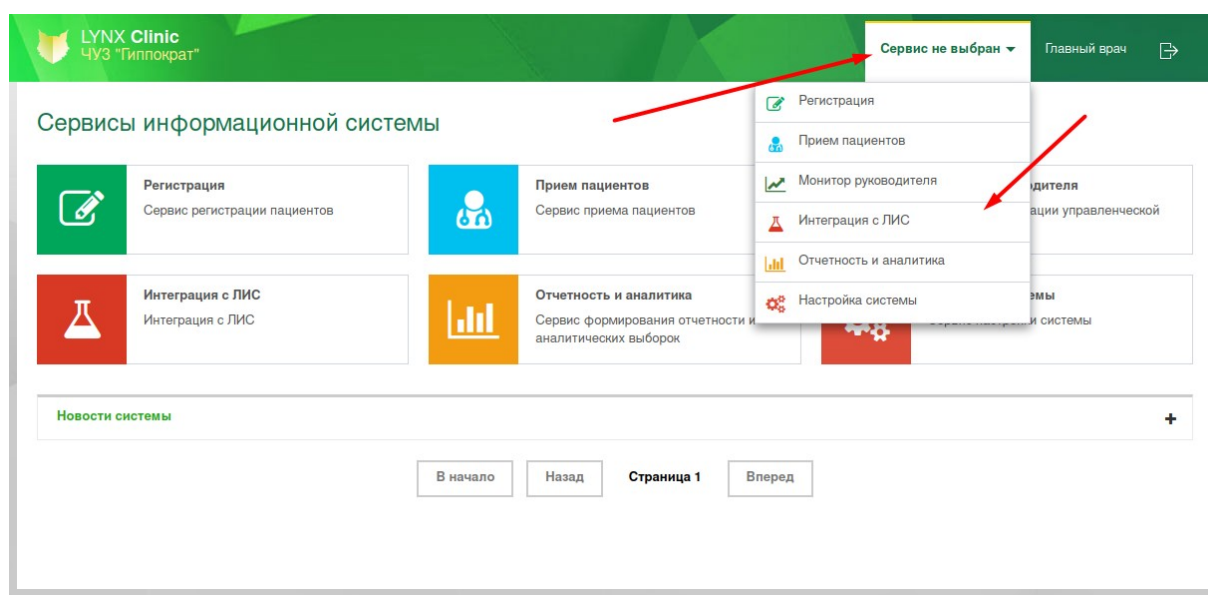 LYNX Clinic
ЧУЗ "Гиппократ"
Сервис не выбран
Главный врач
Регистрация
Прием пациентов
Монитор руководителя
Интеграция с ЛИС
Отчетность и аналитика
Настройка системы
Сервисы информационной системы
Регистрация
Сервис регистрации пациентов
Прием пациентов
Сервис приема пациентов
управленческой
Интеграция с ЛИС
Интеграция с ЛИС
Отчетность и аналитика
Сервис формирования отчетности и
аналитических выборок
системы
Новости системы
В начало
Назад
Страница 1
Вперед